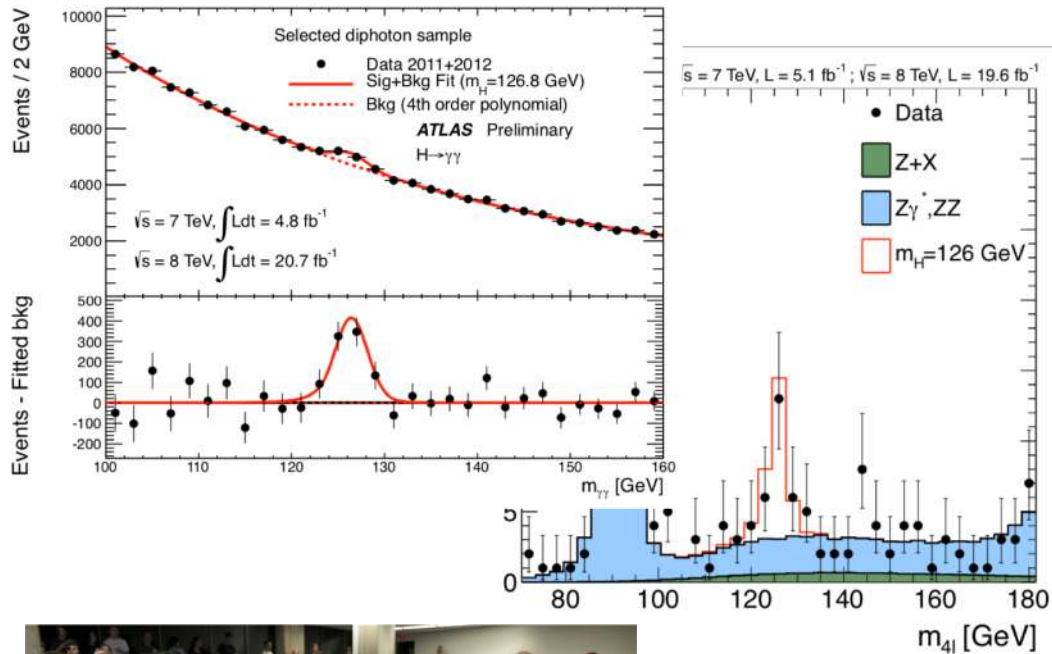 Events / 2 GeV
10000
8000
6000
4000
2000
Selected diphoton sample
Data 2011+2012
Sig+Bkg Fit (m_H=126.8 GeV)
Bkg (4th order polynomial)
ATLAS Preliminary
H→γγ
√s = 7 TeV, ∫Ldt = 4.8 fb⁻¹
√s = 8 TeV, ∫Ldt = 20.7 fb⁻¹
Events - Fitted bkg
500
400
300
200
100
0
-100
-200
100 110 120 130 140 150 160
m_γγ [GeV]
√s = 7 TeV, L = 5.1 fb⁻¹ ; √s = 8 TeV, L = 19.6 fb⁻¹
Data
Z+X
Zγ*,ZZ
m_H=126 GeV
5
0
80 100 120 140 160 180
m_4l [GeV]